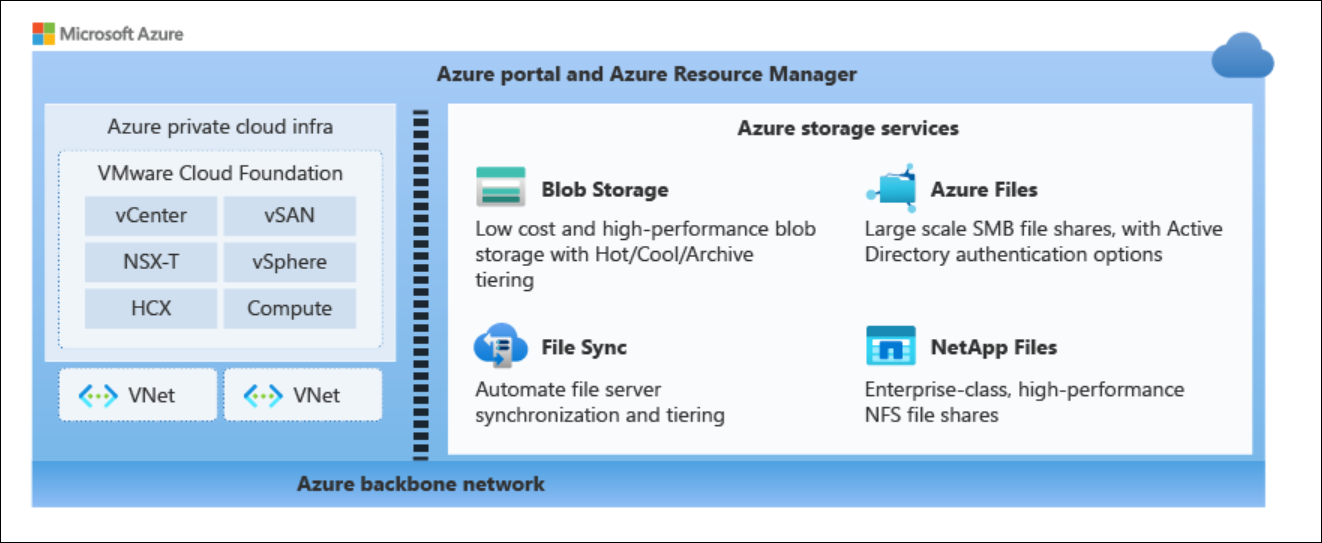 Microsoft Azure
Azure portal and Azure Resource Manager
Azure private cloud infra
VMware Cloud Foundation
vCenter
vSAN
NSX-T
vSphere
HCX
Compute
VNet
VNet
Azure storage services
Blob Storage
Low cost and high-performance blob
storage with Hot/Cool/Archive
tiering
Azure Files
Large scale SMB file shares, with Active
Directory authentication options
File Sync
Automate file server
synchronization and tiering
NetApp Files
Enterprise-class, high-performance
NFS file shares
Azure backbone network